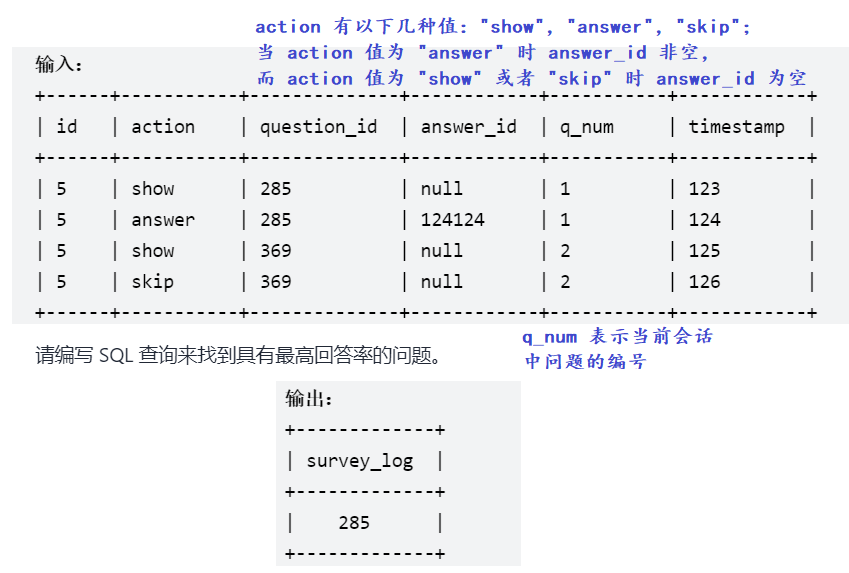 action 有以下几种值："show"，"answer"，"skip"；
当 action 值为 "answer" 时 answer_id 非空，
而 action 值为 "show" 或者 "skip" 时 answer_id 为空
输入：
+------+-----------+--------------+------------+-----------+------------+
| id   | action    | question_id  | answer_id  | q_num     | timestamp  |
+------+-----------+--------------+------------+-----------+------------+
| 5    | show      | 285          | null       | 1         | 123        |
| 5    | answer    | 285          | 124124     | 1         | 124        |
| 5    | show      | 369          | null       | 2         | 125        |
| 5    | skip      | 369          | null       | 2         | 126        |
+------+-----------+--------------+------------+-----------+------------+
q_num 表示当前会话
中问题的编号
请编写 SQL 查询来找到具有最高回答率的问题。
输出：
+------------+
| survey_log |
+------------+
|    285     |
+------------+